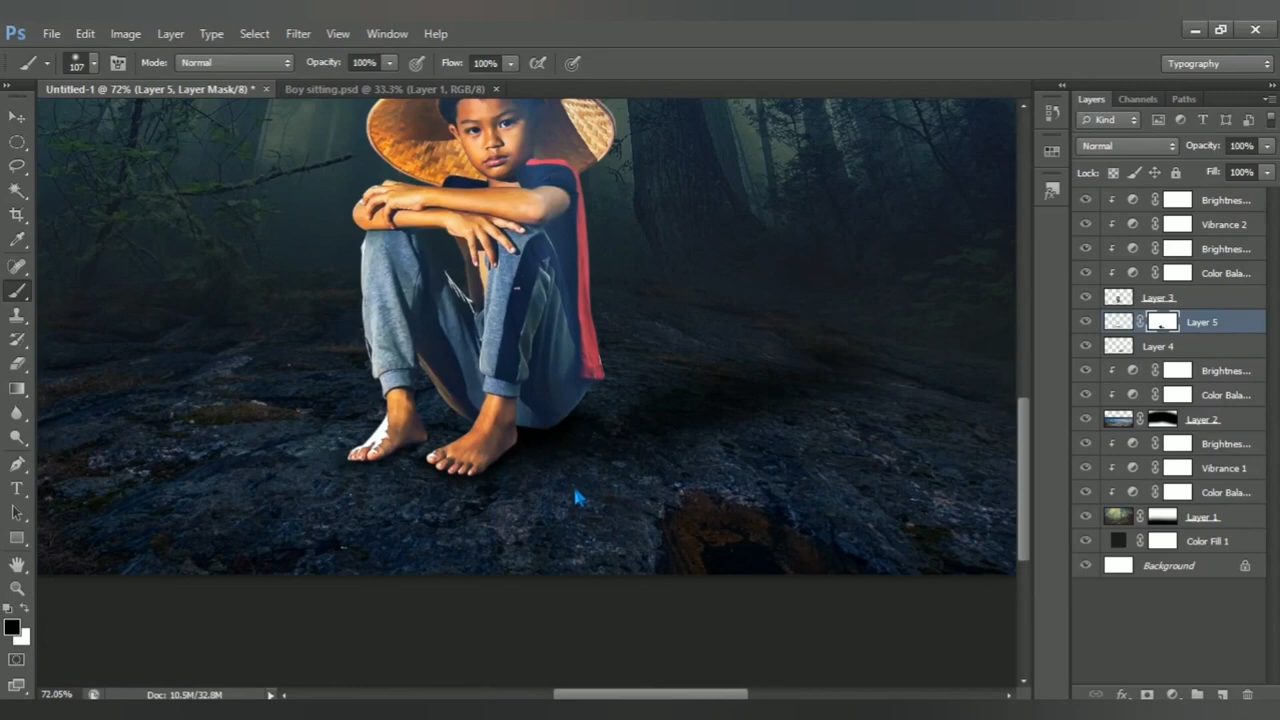 Ps File Edit Image Layer Type Select Filter View Window Help
107 Mode: Normal Opacity: 100% Flow: 100% Typography
Untitled-1 @ 72% (Layer 5, Layer Mask/8) * × Boy sitting.psd @ 33.3% (Layer 1, RGB/8) ×
Layers Channels Paths
Kind
Normal Opacity: 100%
Lock: Fill: 100%
Brightnes...
Vibrance 2
Brightnes...
Color Bala...
Layer 3
Layer 5
Layer 4
Brightnes...
Color Bala...
Layer 2
Brightnes...
Vibrance 1
Color Bala...
Layer 1
Color Fill 1
Background
72.05% Doc: 10.5M/32.8M